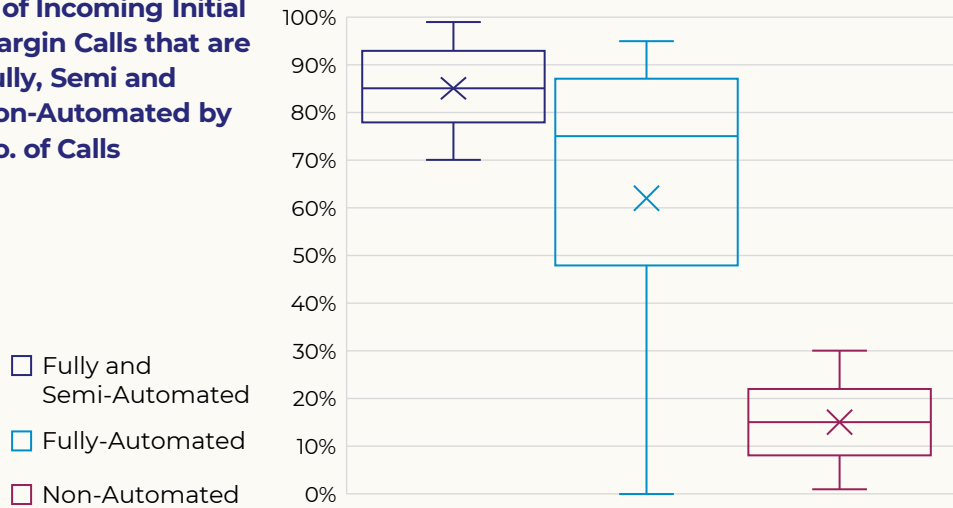 of Incoming Initial
argin Calls that are
ully, Semi and
on-Automated by
o. of Calls
Fully and
Semi-Automated
Fully-Automated
Non-Automated
100%
90%
80%
70%
60%
50%
40%
30%
20%
10%
0%